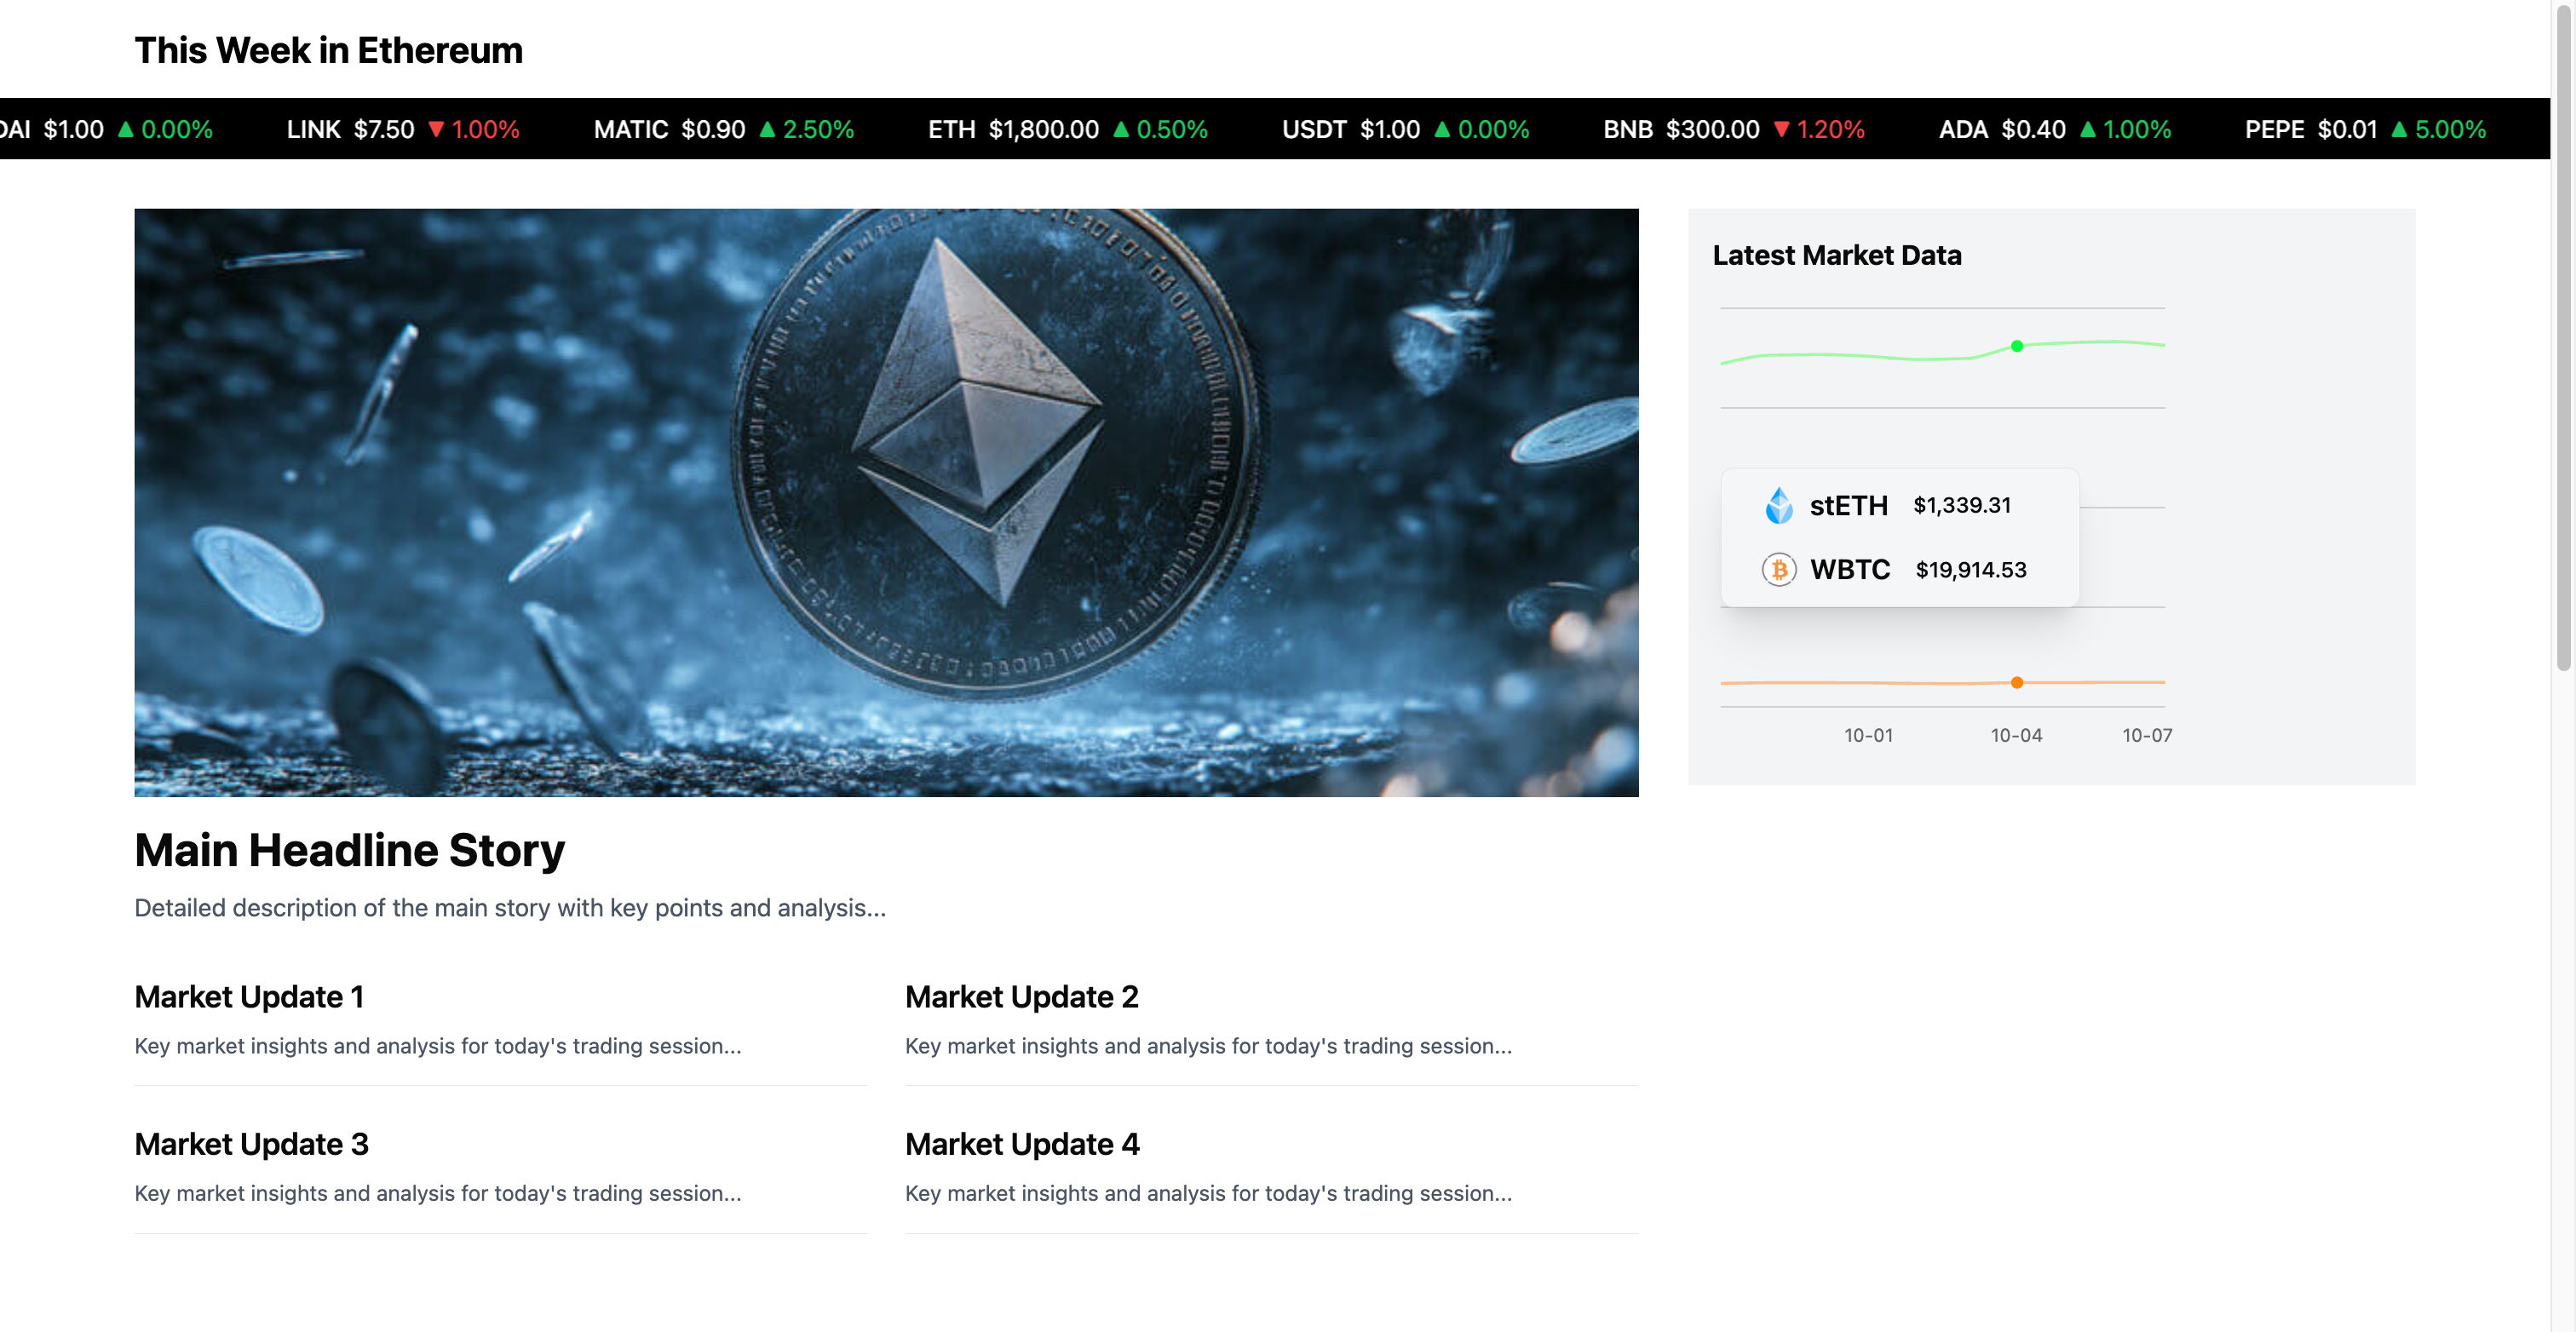 This Week in Ethereum
DAI $1.00 ▲ 0.00% LINK $7.50 ▼ 1.00% MATIC $0.90 ▲ 2.50% ETH $1,800.00 ▲ 0.50% USDT $1.00 ▲ 0.00% BNB $300.00 ▼ 1.20% ADA $0.40 ▲ 1.00% PEPE $0.01 ▲ 5.00%
Latest Market Data
stETH $1,339.31
WBTC $19,914.53
10-01 10-04 10-07
Main Headline Story
Detailed description of the main story with key points and analysis...
Market Update 1
Key market insights and analysis for today's trading session...
Market Update 2
Key market insights and analysis for today's trading session...
Market Update 3
Key market insights and analysis for today's trading session...
Market Update 4
Key market insights and analysis for today's trading session...